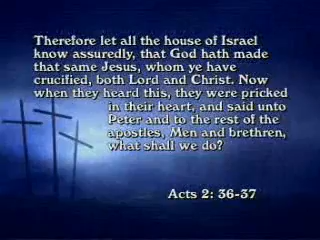 Therefore let all the house of Israel
know assuredly, that God hath made
that same Jesus, whom ye have
crucified, both Lord and Christ. Now
when they heard this, they were pricked
in their heart, and said unto
Peter and to the rest of the
apostles, Men and brethren,
what shall we do?
Acts 2: 36-37